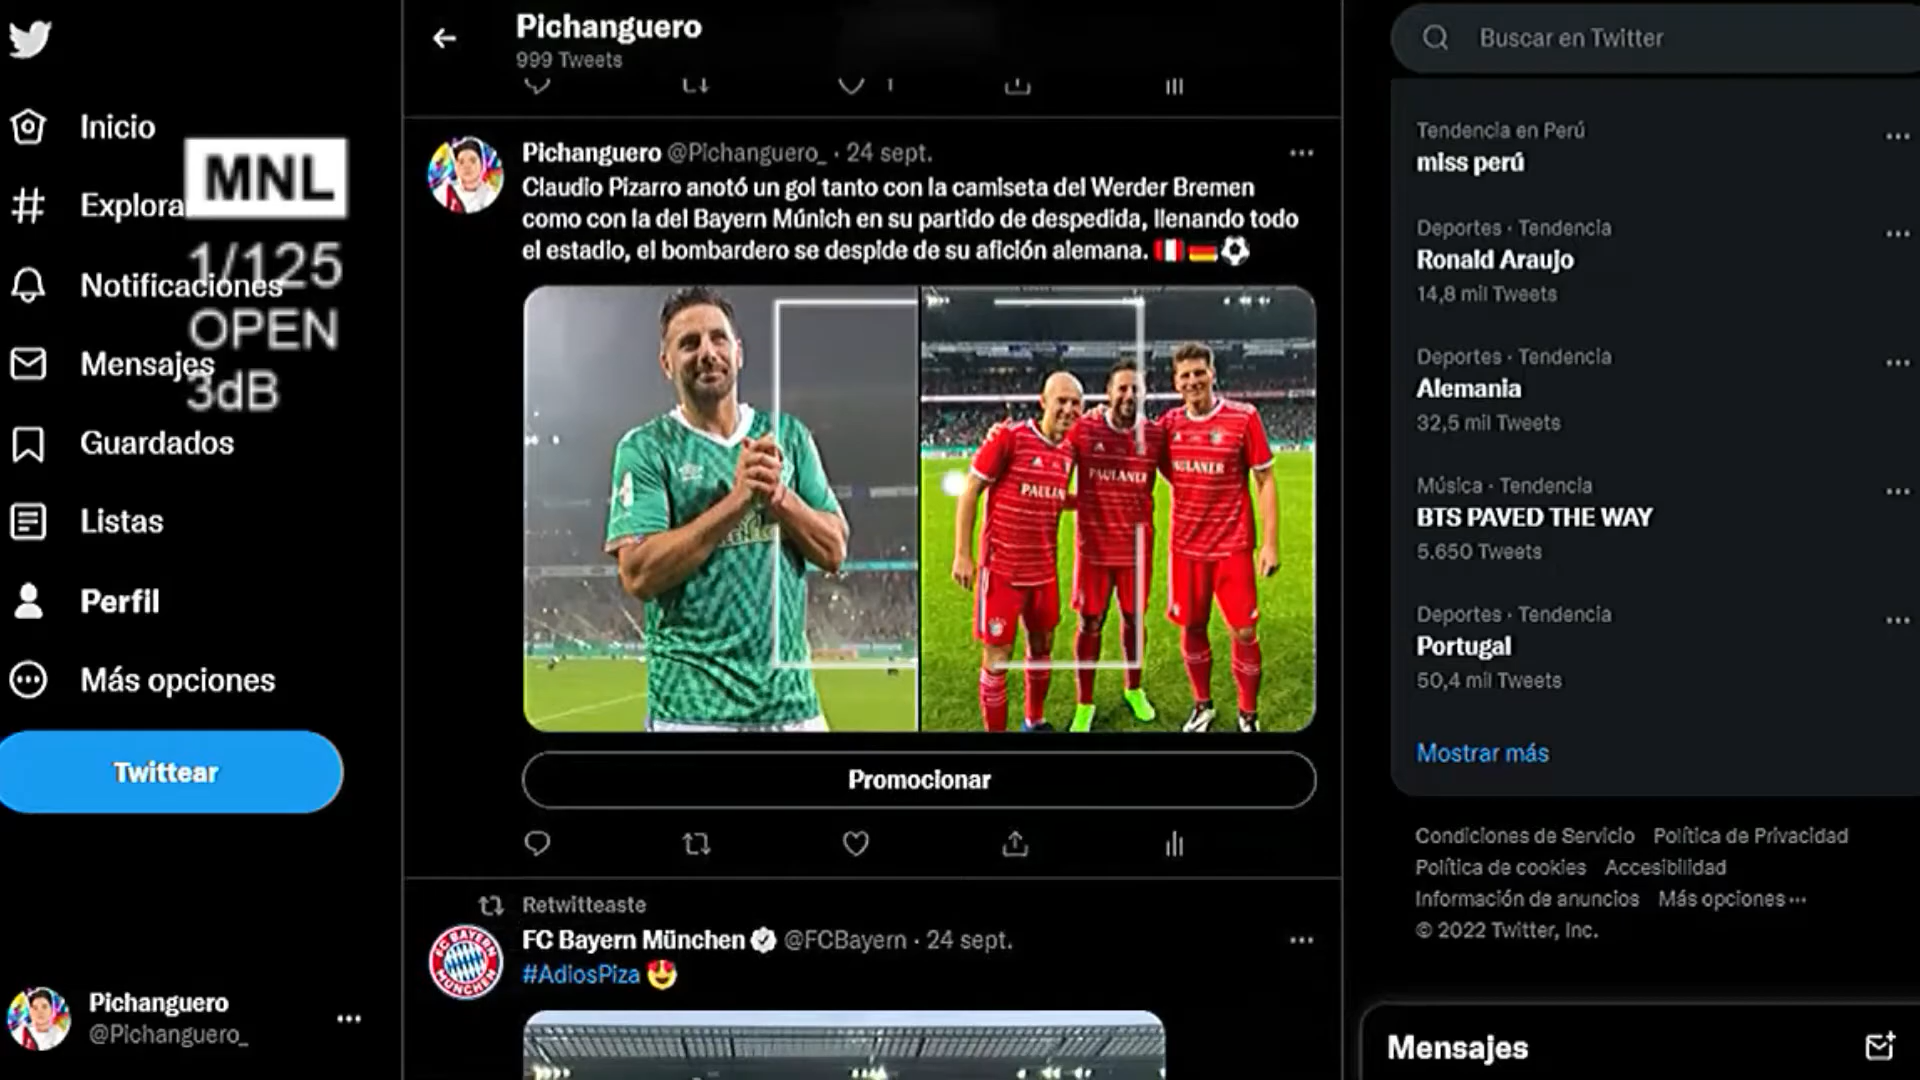 Inicio
Explora
Notificaciones
Mensajes
Guardados
Listas
Perfil
Más opciones
Twittear
Pichanguero
@Pichanguero_
MNL
1/125
OPEN
3dB
Pichanguero
999 Tweets
1
Pichanguero @Pichanguero_ · 24 sept.
Claudio Pizarro anotó un gol tanto con la camiseta del Werder Bremen
como con la del Bayern Múnich en su partido de despedida, llenando todo
el estadio, el bombardero se despide de su afición alemana.
PAULANER
Promocionar
Retwitteaste
FC Bayern München @FCBayern · 24 sept.
#AdiosPiza
FC BAYERN MÜNCHEN
Buscar en Twitter
Tendencia en Perú
miss perú
Deportes · Tendencia
Ronald Araujo
14,8 mil Tweets
Deportes · Tendencia
Alemania
32,5 mil Tweets
Música · Tendencia
BTS PAVED THE WAY
5.650 Tweets
Deportes · Tendencia
Portugal
50,4 mil Tweets
Mostrar más
Condiciones de Servicio Política de Privacidad
Política de cookies Accesibilidad
Información de anuncios Más opciones ···
© 2022 Twitter, Inc.
Mensajes